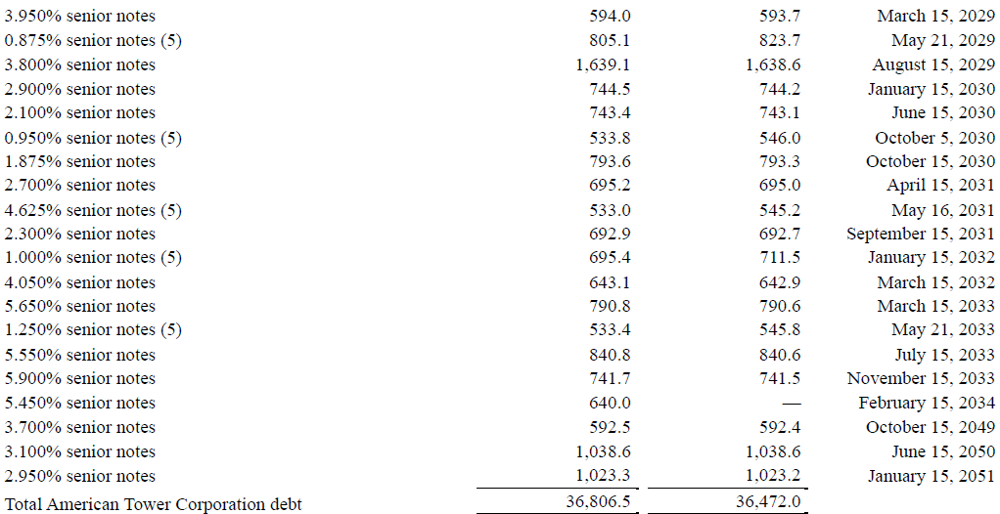 3.950% senior notes 594.0 593.7 March 15, 2029
0.875% senior notes (5) 805.1 823.7 May 21, 2029
3.800% senior notes 1,639.1 1,638.6 August 15, 2029
2.900% senior notes 744.5 744.2 January 15, 2030
2.100% senior notes 743.4 743.1 June 15, 2030
0.950% senior notes (5) 533.8 546.0 October 5, 2030
1.875% senior notes 793.6 793.3 October 15, 2030
2.700% senior notes 695.2 695.0 April 15, 2031
4.625% senior notes (5) 533.0 545.2 May 16, 2031
2.300% senior notes 692.9 692.7 September 15, 2031
1.000% senior notes (5) 695.4 711.5 January 15, 2032
4.050% senior notes 643.1 642.9 March 15, 2032
5.650% senior notes 790.8 790.6 March 15, 2033
1.250% senior notes (5) 533.4 545.8 May 21, 2033
5.550% senior notes 840.8 840.6 July 15, 2033
5.900% senior notes 741.7 741.5 November 15, 2033
5.450% senior notes 640.0 — February 15, 2034
3.700% senior notes 592.5 592.4 October 15, 2049
3.100% senior notes 1,038.6 1,038.6 June 15, 2050
2.950% senior notes 1,023.3 1,023.2 January 15, 2051
Total American Tower Corporation debt 36,806.5 36,472.0